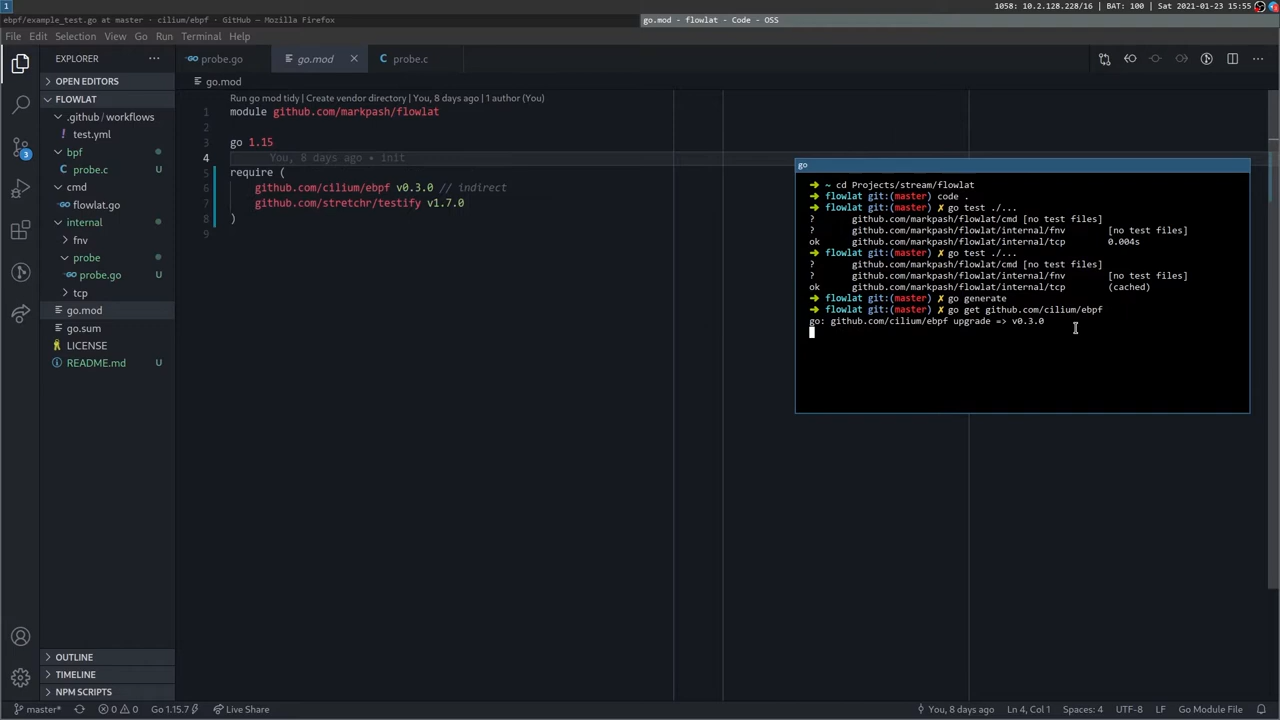 1
1058: 10.2.128.228/16 | BAT: 100 | Sat 2021-01-23 15:55
ebpf/example_test.go at master · cilium/ebpf · GitHub — Mozilla Firefox
go.mod - flowlat - Code - OSS
File Edit Selection View Go Run Terminal Help
EXPLORER
OPEN EDITORS
FLOWLAT
.github / workflows
test.yml
bpf
probe.c U
cmd
flowlat.go
internal
fnv
probe
probe.go U
tcp
go.mod
go.sum
LICENSE
README.md U
OUTLINE
TIMELINE
NPM SCRIPTS
3
probe.go
go.mod
probe.c
go.mod
Run go mod tidy | Create vendor directory | You, 8 days ago | 1 author (You)
1 module github.com/markpash/flowlat
2
3 go 1.15
4 You, 8 days ago • init
5 require (
6 github.com/cilium/ebpf v0.3.0 // indirect
7 github.com/stretchr/testify v1.7.0
8 )
9
go
➜ ~ cd Projects/stream/flowlat
➜ flowlat git:(master) code .
➜ flowlat git:(master) ✗ go test ./...
? github.com/markpash/flowlat/cmd [no test files]
? github.com/markpash/flowlat/internal/fnv [no test files]
ok github.com/markpash/flowlat/internal/tcp 0.004s
➜ flowlat git:(master) ✗ go test ./...
? github.com/markpash/flowlat/cmd [no test files]
? github.com/markpash/flowlat/internal/fnv [no test files]
ok github.com/markpash/flowlat/internal/tcp (cached)
➜ flowlat git:(master) ✗ go generate
➜ flowlat git:(master) ✗ go get github.com/cilium/ebpf
go: github.com/cilium/ebpf upgrade => v0.3.0
master* 0 0 Go 1.15.7 Live Share
You, 8 days ago Ln 4, Col 1 Spaces: 4 UTF-8 LF Go Module File